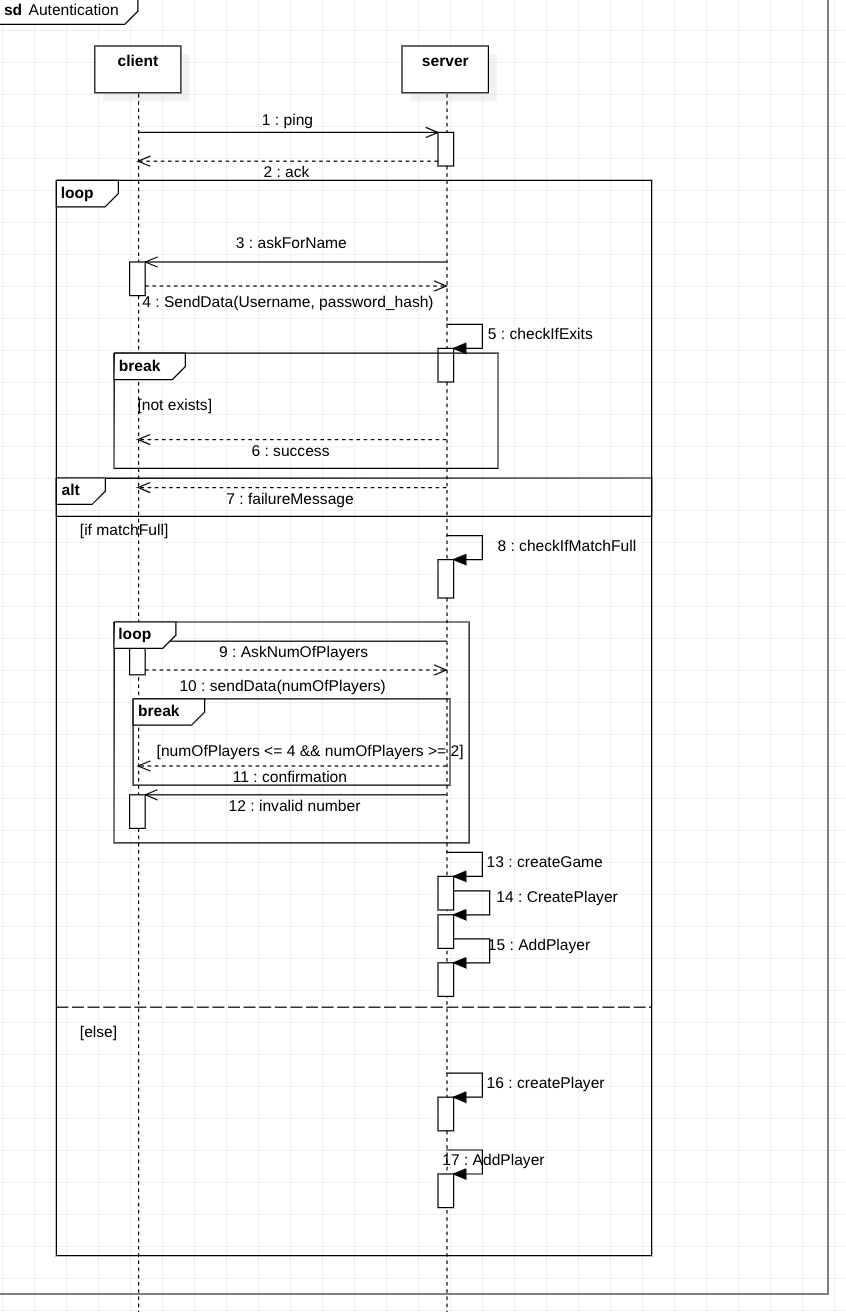 sd Autentication
client
server
1 : ping
2 : ack
loop
3 : askForName
4 : SendData(Username, password_hash)
5 : checkIfExits
break
[not exists]
6 : success
alt
7 : failureMessage
[if matchFull]
8 : checkIfMatchFull
loop
9 : AskNumOfPlayers
10 : sendData(numOfPlayers)
break
[numOfPlayers <= 4 && numOfPlayers >= 2]
11 : confirmation
12 : invalid number
13 : createGame
14 : CreatePlayer
15 : AddPlayer
[else]
16 : createPlayer
17 : AddPlayer